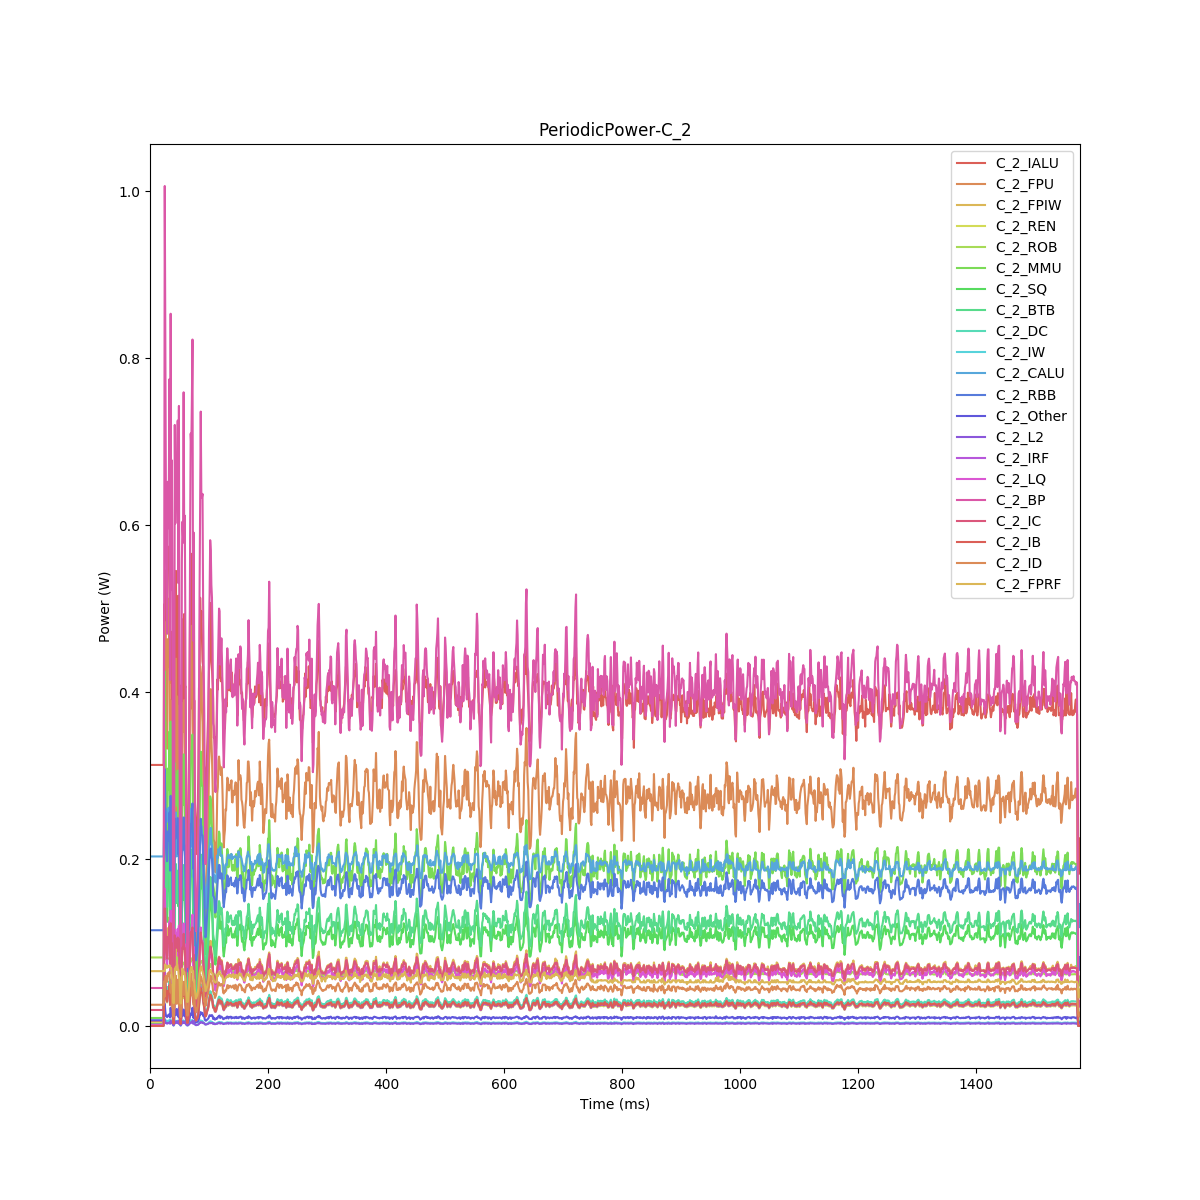 PeriodicPower-C_2
C_2_IALU
C_2_FPU
C_2_FPIW
C_2_REN
C_2_ROB
C_2_MMU
C_2_SQ
C_2_BTB
C_2_DC
C_2_IW
C_2_CALU
C_2_RBB
C_2_Other
C_2_L2
C_2_IRF
C_2_LQ
C_2_BP
C_2_IC
C_2_IB
C_2_ID
C_2_FPRF
1.0
0.8
0.6
0.4
0.2
0.0
Power (W)
0 200 400 600 800 1000 1200 1400
Time (ms)